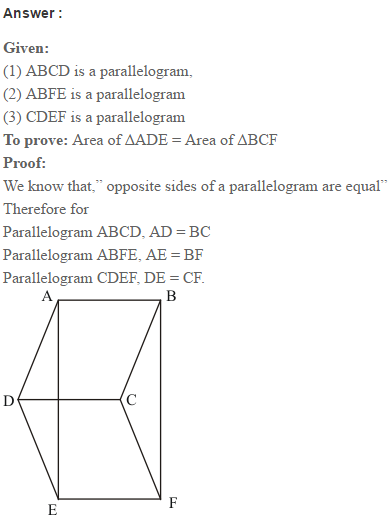 Answer :
Given:
(1) ABCD is a parallelogram,
(2) ABFE is a parallelogram
(3) CDEF is a parallelogram
To prove: Area of ΔADE = Area of ΔBCF
Proof:
We know that,” opposite sides of a parallelogram are equal”
Therefore for
Parallelogram ABCD, AD = BC
Parallelogram ABFE, AE = BF
Parallelogram CDEF, DE = CF.
A B
D C
E F